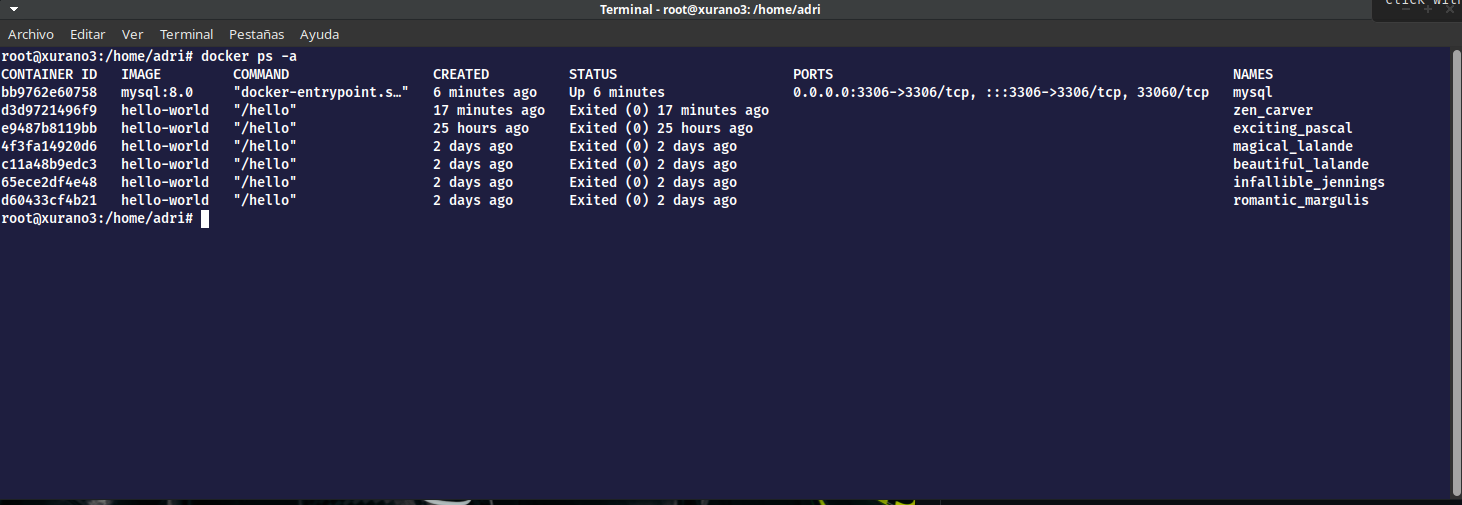 Terminal - root@xurano3: /home/adri
Click with
Archivo Editar Ver Terminal Pestañas Ayuda
root@xurano3:/home/adri# docker ps -a
CONTAINER ID   IMAGE         COMMAND                  CREATED          STATUS                      PORTS                                                  NAMES
bb9762e60758   mysql:8.0     "docker-entrypoint.s…"   6 minutes ago    Up 6 minutes                0.0.0.0:3306->3306/tcp, :::3306->3306/tcp, 33060/tcp   mysql
d3d9721496f9   hello-world   "/hello"                 17 minutes ago   Exited (0) 17 minutes ago                                                          zen_carver
e9487b8119bb   hello-world   "/hello"                 25 hours ago     Exited (0) 25 hours ago                                                            exciting_pascal
4f3fa14920d6   hello-world   "/hello"                 2 days ago       Exited (0) 2 days ago                                                              magical_lalande
c11a48b9edc3   hello-world   "/hello"                 2 days ago       Exited (0) 2 days ago                                                              beautiful_lalande
65ece2df4e48   hello-world   "/hello"                 2 days ago       Exited (0) 2 days ago                                                              infallible_jennings
d60433cf4b21   hello-world   "/hello"                 2 days ago       Exited (0) 2 days ago                                                              romantic_margulis
root@xurano3:/home/adri#